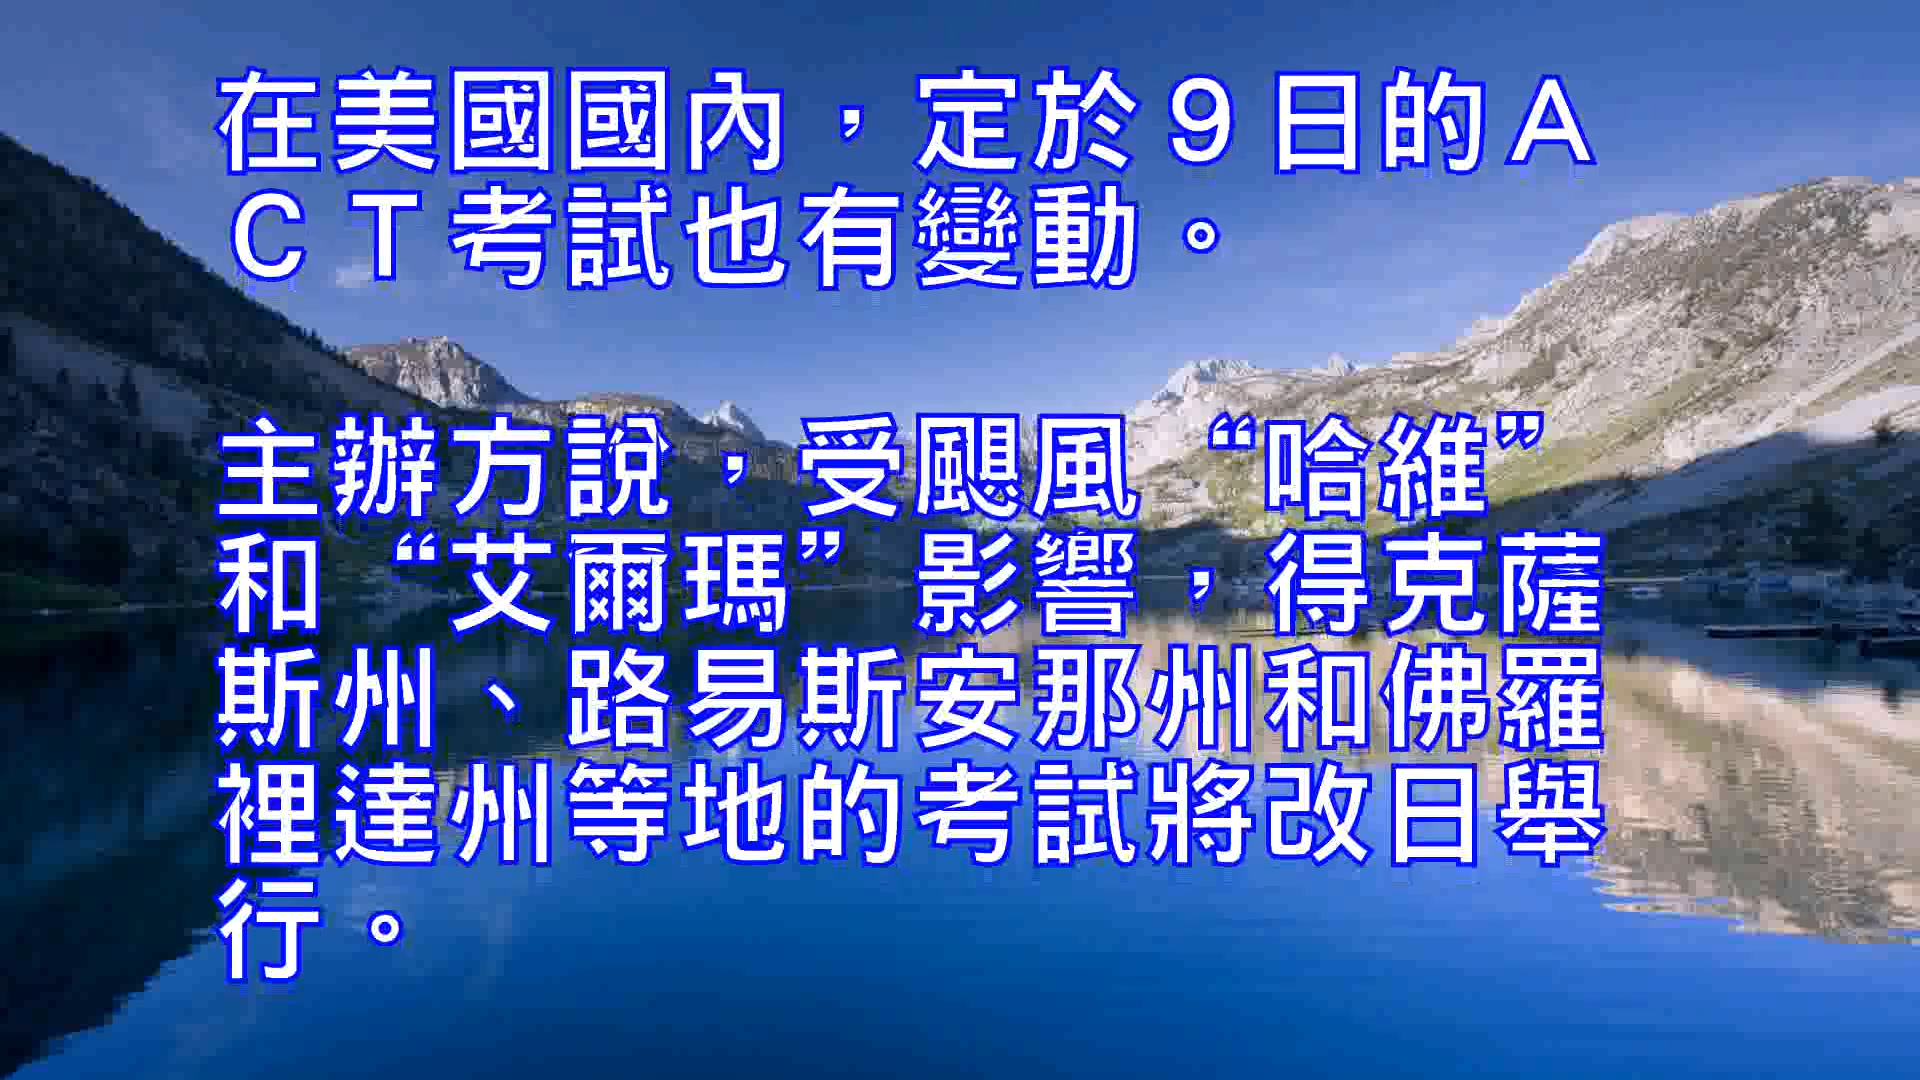 在美國國內，定於９日的Ａ
ＣＴ考試也有變動。
主辦方說，受颶風“哈維”
和“艾爾瑪”影響，得克薩
斯州、路易斯安那州和佛羅
裡達州等地的考試將改日舉
行。